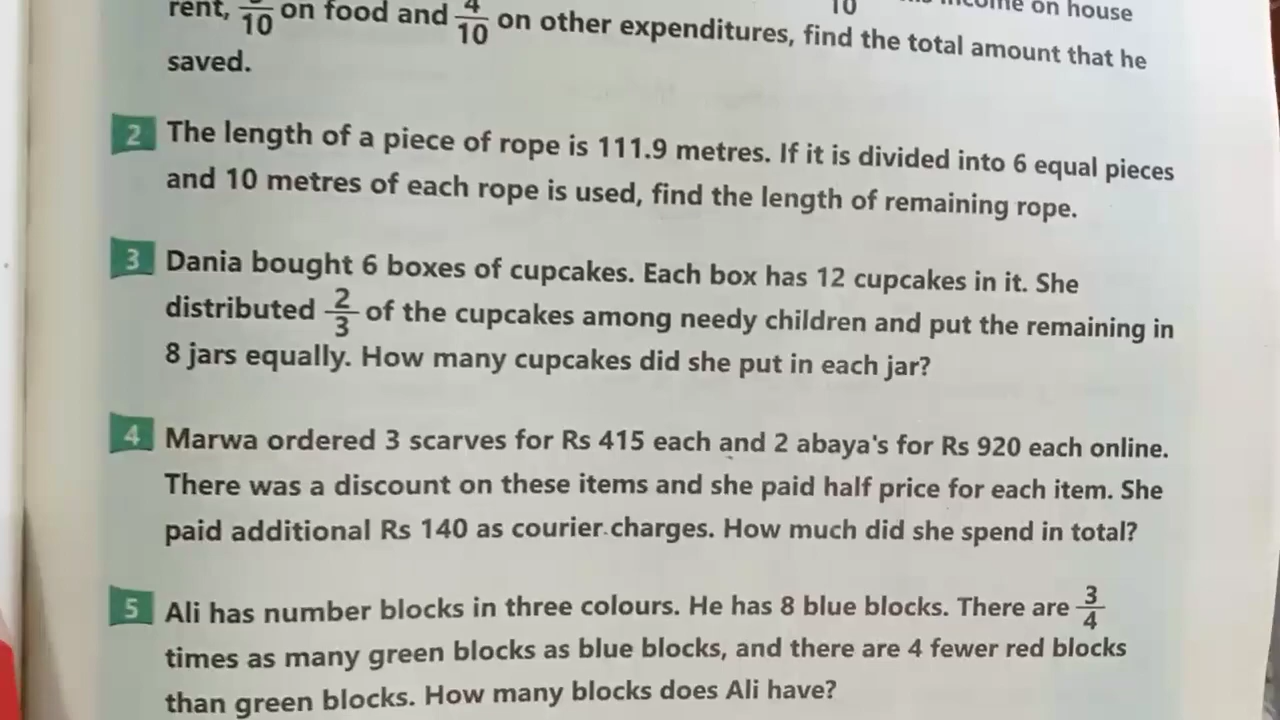 10 income on house
rent, /10 on food and 4/10 on other expenditures, find the total amount that he
saved.
2 The length of a piece of rope is 111.9 metres. If it is divided into 6 equal pieces
and 10 metres of each rope is used, find the length of remaining rope.
3 Dania bought 6 boxes of cupcakes. Each box has 12 cupcakes in it. She
distributed 2/3 of the cupcakes among needy children and put the remaining in
8 jars equally. How many cupcakes did she put in each jar?
4 Marwa ordered 3 scarves for Rs 415 each and 2 abaya's for Rs 920 each online.
There was a discount on these items and she paid half price for each item. She
paid additional Rs 140 as courier charges. How much did she spend in total?
5 Ali has number blocks in three colours. He has 8 blue blocks. There are 3/4
times as many green blocks as blue blocks, and there are 4 fewer red blocks
than green blocks. How many blocks does Ali have?